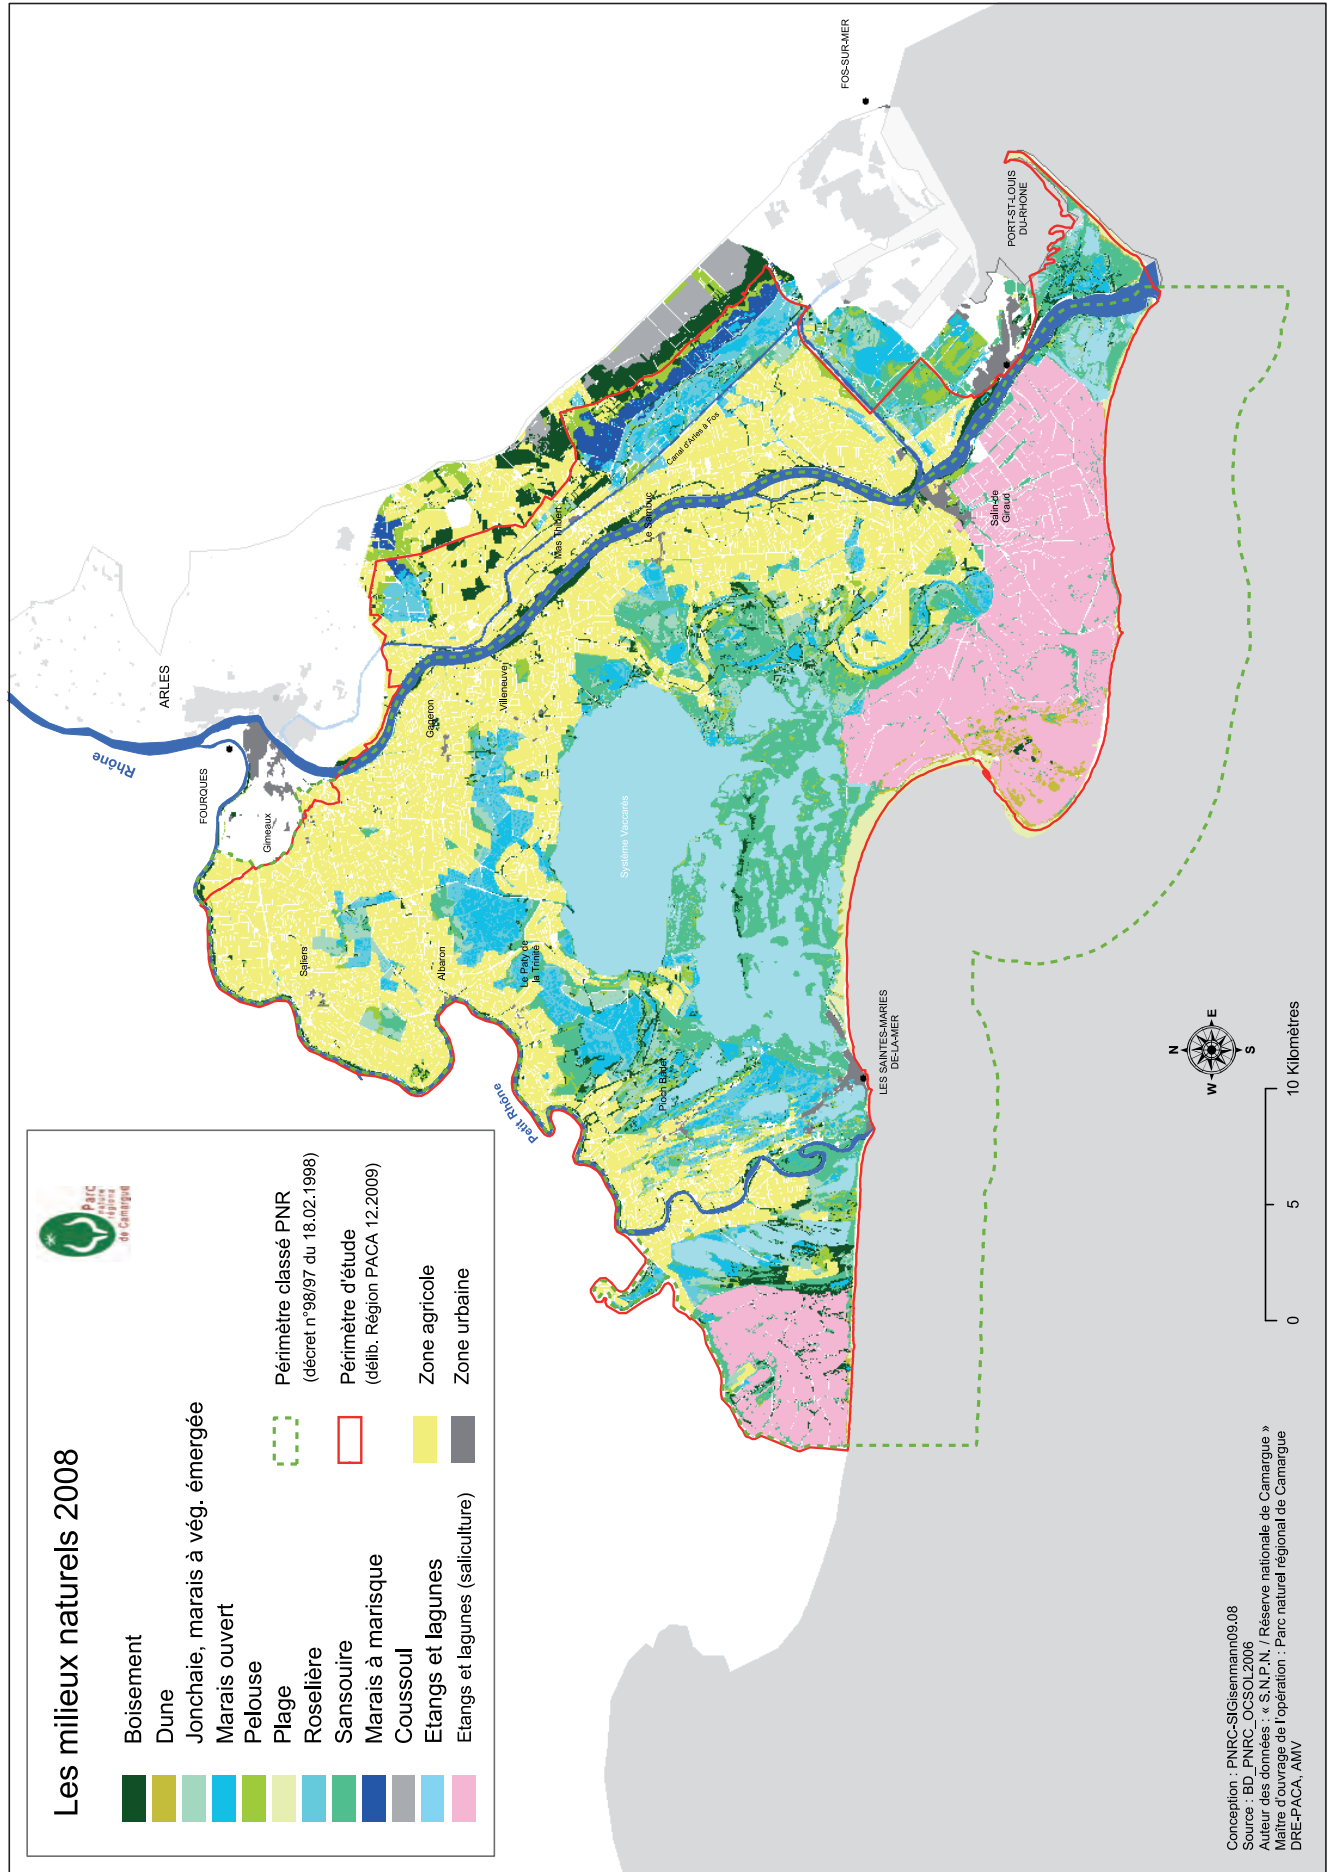 Les milieux naturels 2008
Parc
naturel
régional
de Camargue
Boisement
Dune
Jonchaie, marais à vég. émergée
Marais ouvert
Pelouse
Plage
Roselière
Sansouire
Marais à marisque
Coussoul
Etangs et lagunes
Etangs et lagunes (saliculture)
Périmètre classé PNR
(décret n°98/97 du 18.02.1998)
Périmètre d'étude
(délib. Région PACA 12.2009)
Zone agricole
Zone urbaine
Rhône
ARLES
FOURQUES
Gimeaux
Saliers
Albaron
Gageron
Villeneuve
Le Paty de
la Trinité
Petit Rhône
Pioch Badet
Système Vaccarès
Mas Thibert
Le Sambuc
Canal d'Arles à Fos
Salin-de
Giraud
FOS-SUR-MER
PORT-ST-LOUIS
DU-RHONE
LES SAINTES-MARIES
DE-LA-MER
N
W
E
S
0
5
10 Kilomètres
Conception : PNRC-SIGisenmann09.08
Source : BD_PNRC_OCSOL2006
Auteur des données : « S.N.P.N. / Réserve nationale de Camargue »
Maître d'ouvrage de l'opération : Parc naturel régional de Camargue
DRE-PACA, AMV